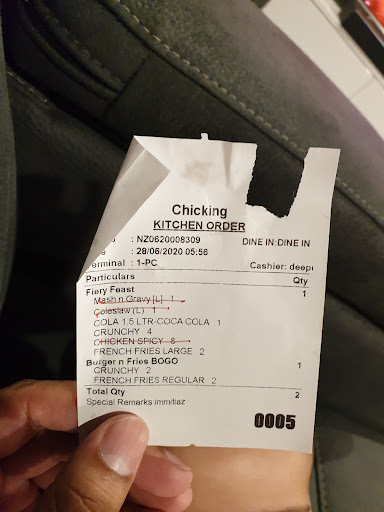 Chicking
KITCHEN ORDER
: NZ0620008309 DINE IN:DINE IN
: 28/06/2020 05:56
erminal : 1-PC Cashier: deep
Particulars Qty
Fiery Feast 1
Mash n Gravy [L] 1
Coleslaw (L) 1
COLA 1.5 LTR-COCA COLA 1
CRUNCHY 4
CHICKEN SPICY 8
FRENCH FRIES LARGE 2
Burger n Fries BOGO 1
CRUNCHY 2
FRENCH FRIES REGULAR 2
Total Qty 2
Special Remarks immitiaz
0005